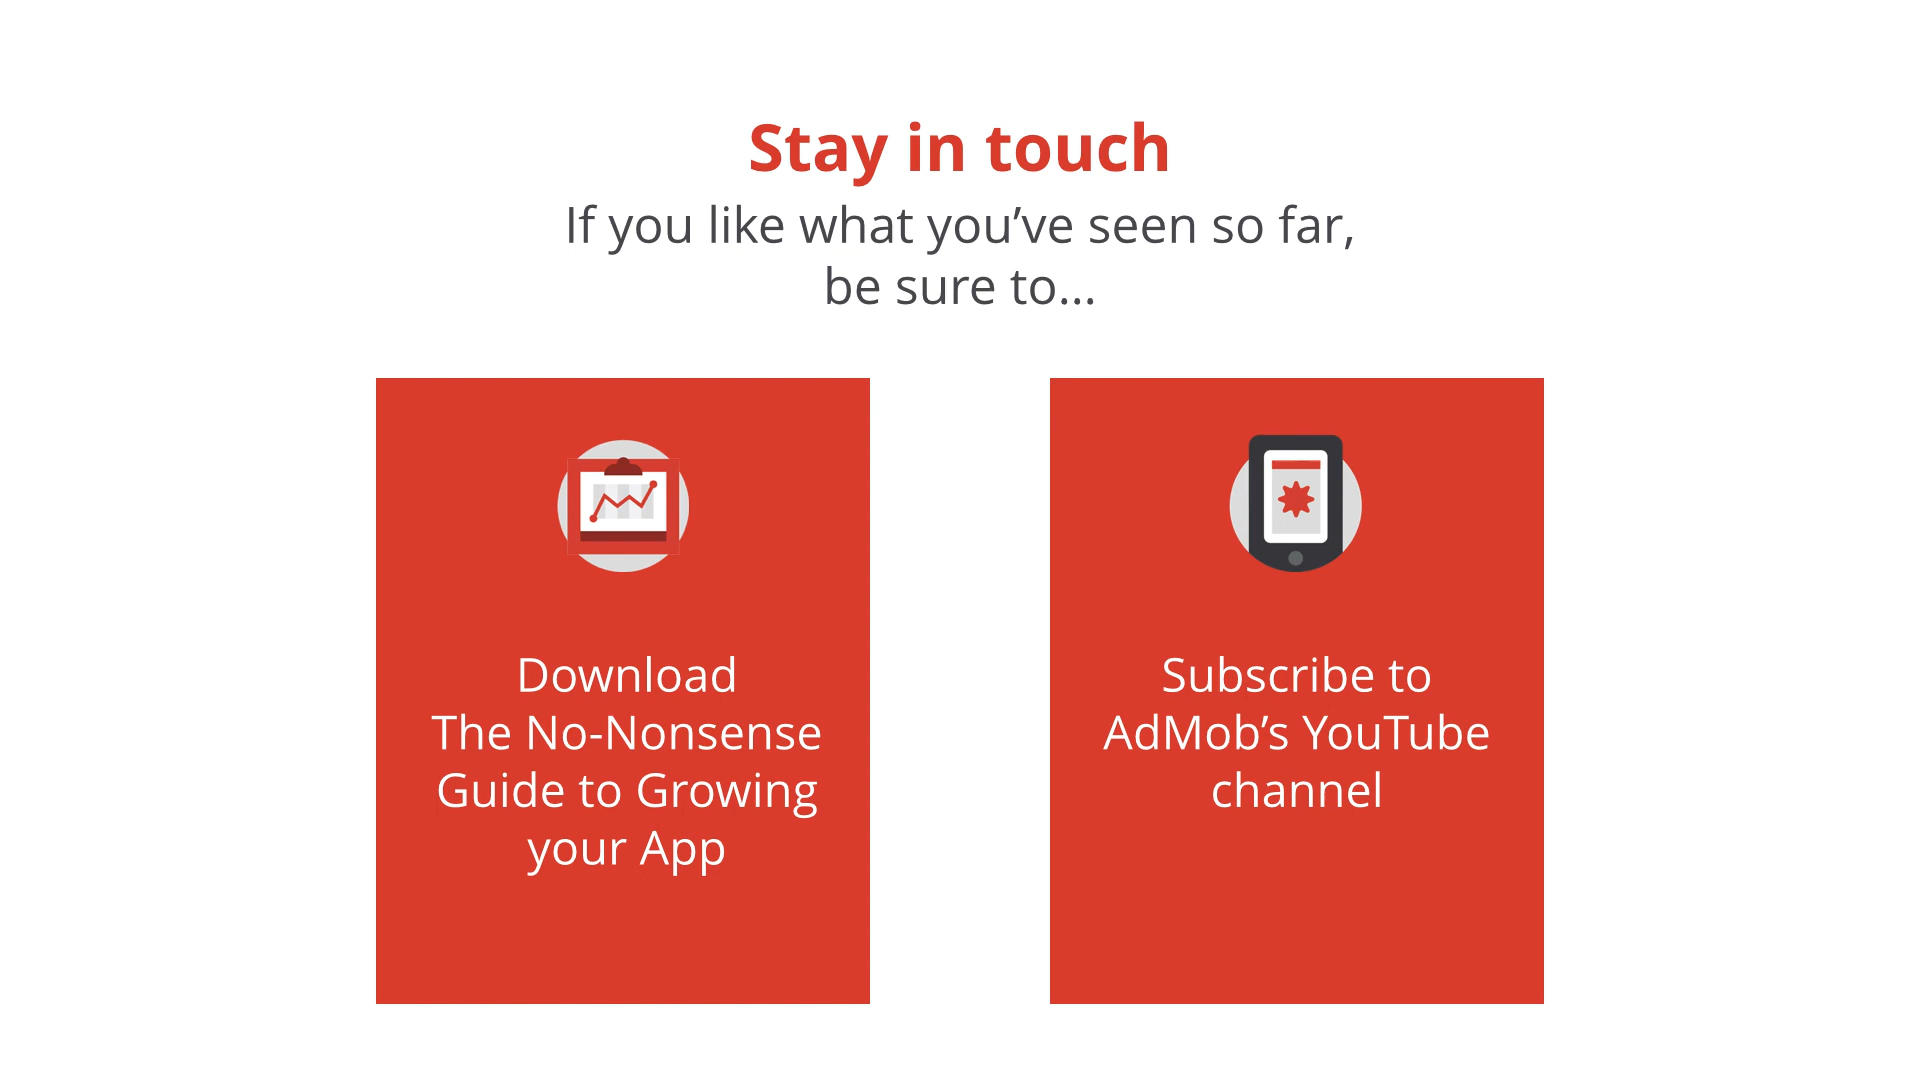 Stay in touch
If you like what you’ve seen so far,
be sure to...
Download
The No-Nonsense
Guide to Growing
your App
Subscribe to
AdMob’s YouTube
channel